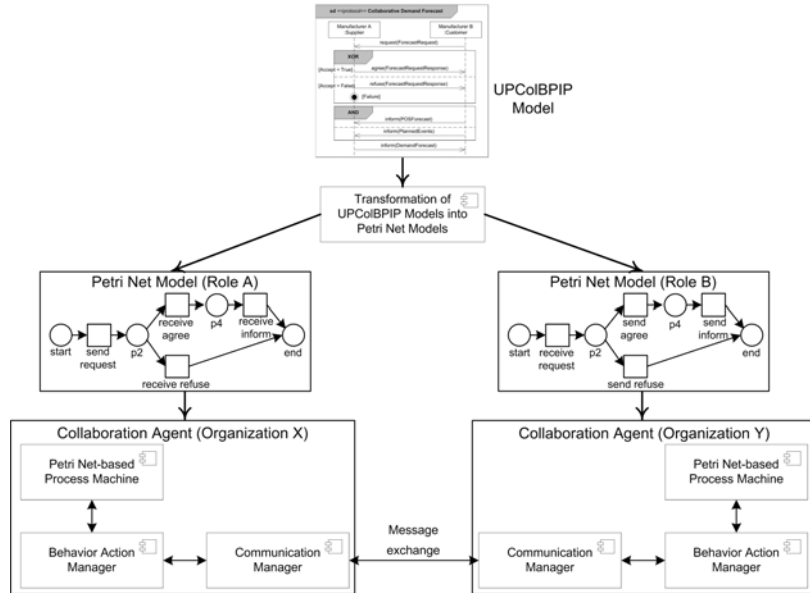 sd <<protocol>> Collaborative Demand Forecast
Manufacturer A
:Supplier
Manufacturer B
:Customer
request(ForecastRequest)
XOR
{Accept = True}
agree(ForecastRequestResponse)
{Accept = False}
refuse(ForecastRequestResponse)
[Failure]
AND
inform(POSForecast)
inform(PlannedEvents)
inform(DemandForecast)
UPColBPIP
Model
Transformation of
UPColBPIP Models into
Petri Net Models
Petri Net Model (Role A)
start
send
request
p2
receive
agree
p4
receive
inform
end
receive refuse
Petri Net Model (Role B)
start
receive
request
p2
send
agree
p4
send
inform
end
send refuse
Collaboration Agent (Organization X)
Petri Net-based
Process Machine
Behavior Action
Manager
Communication
Manager
Message
exchange
Collaboration Agent (Organization Y)
Petri Net-based
Process Machine
Communication
Manager
Behavior Action
Manager